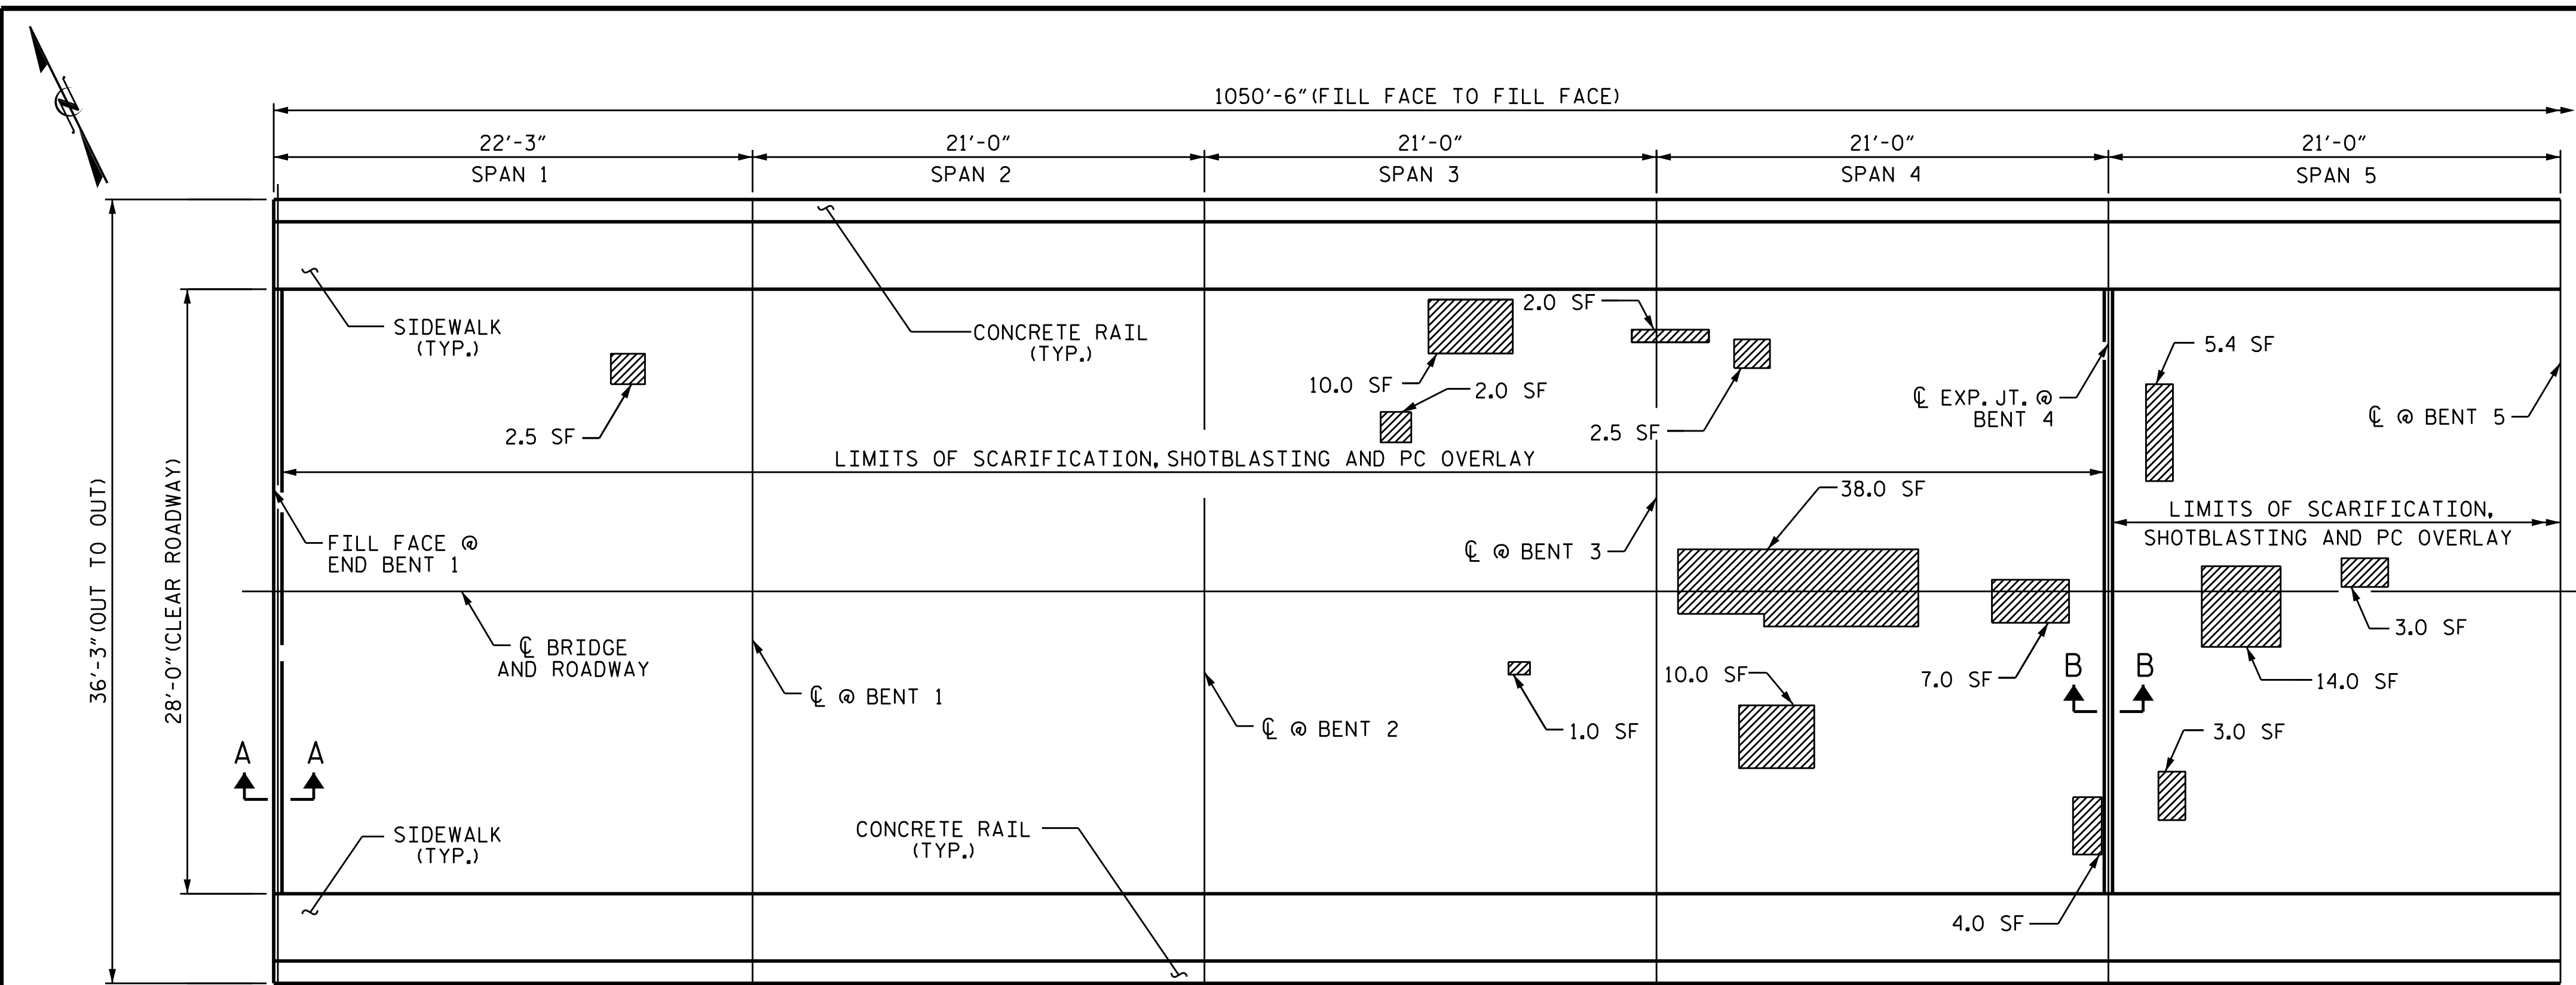 1050'-6"(FILL FACE TO FILL FACE)
22'-3"
21'-0"
21'-0"
21'-0"
21'-0"
SPAN 1
SPAN 2
SPAN 3
SPAN 4
SPAN 5
N
36'-3"(OUT TO OUT)
28'-0"(CLEAR ROADWAY)
SIDEWALK
(TYP.)
CONCRETE RAIL
(TYP.)
2.5 SF
10.0 SF
2.0 SF
2.0 SF
2.5 SF
℄ EXP. JT. @
BENT 4
5.4 SF
℄ @ BENT 5
LIMITS OF SCARIFICATION, SHOTBLASTING AND PC OVERLAY
38.0 SF
LIMITS OF SCARIFICATION,
SHOTBLASTING AND PC OVERLAY
FILL FACE @
END BENT 1
℄ @ BENT 3
℄ BRIDGE
AND ROADWAY
℄ @ BENT 1
℄ @ BENT 2
1.0 SF
10.0 SF
7.0 SF
B
B
3.0 SF
14.0 SF
3.0 SF
A
A
SIDEWALK
(TYP.)
CONCRETE RAIL
(TYP.)
4.0 SF